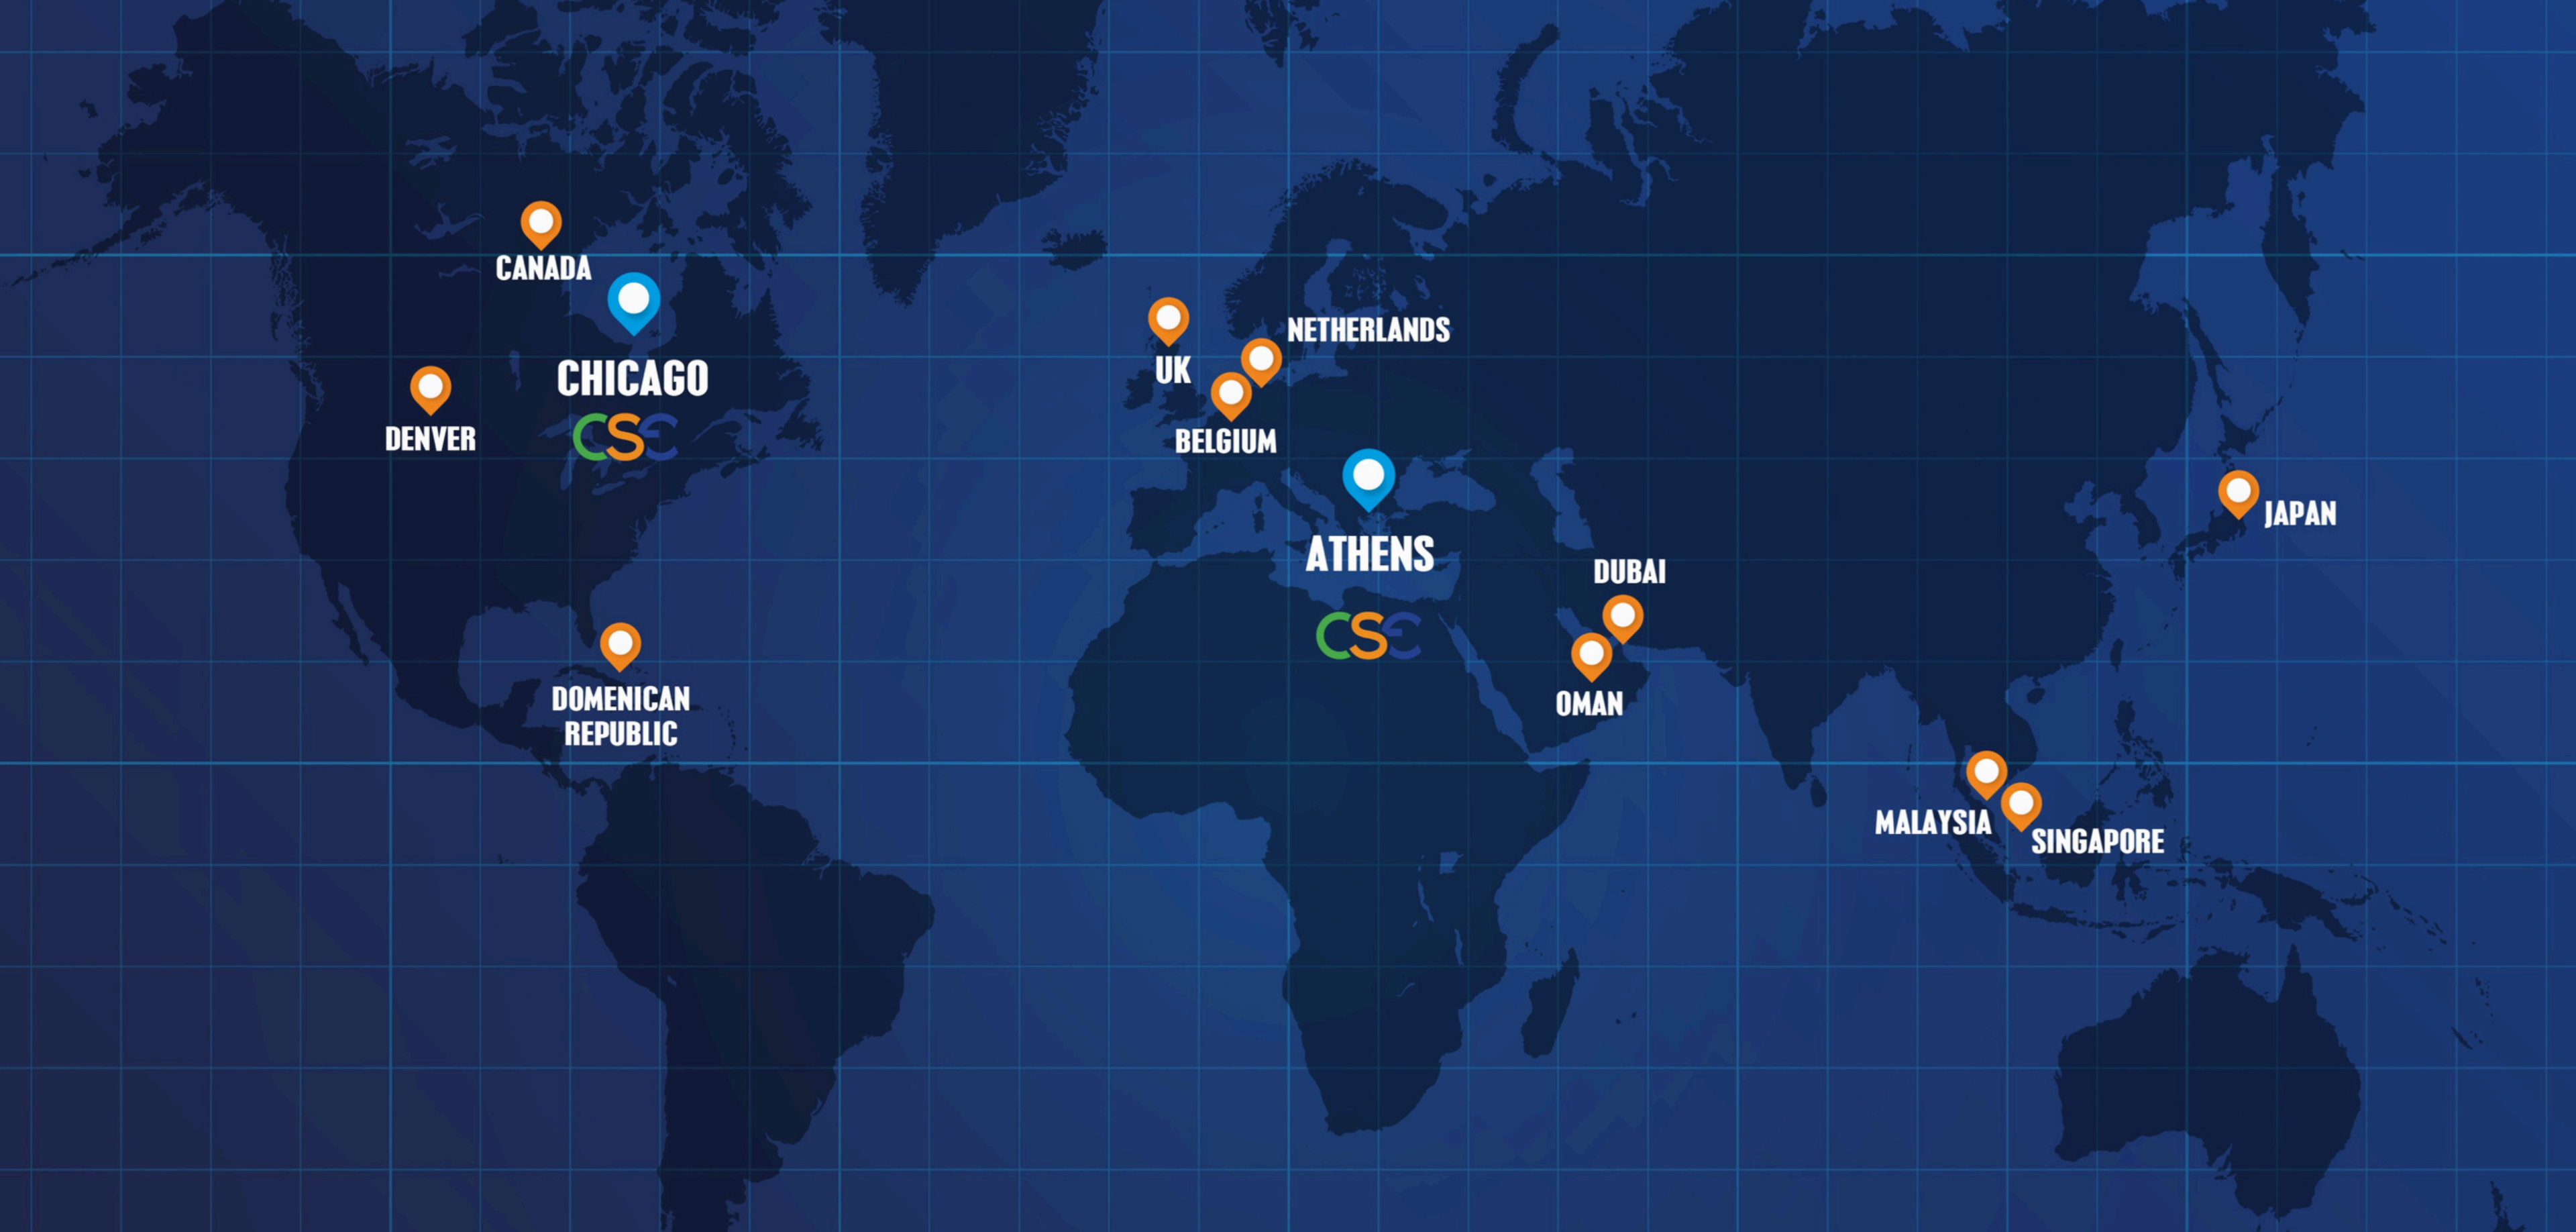 CANADA
CHICAGO
CSE
DENVER
DOMENICAN
REPUBLIC
UK
NETHERLANDS
BELGIUM
ATHENS
CSE
DUBAI
OMAN
JAPAN
MALAYSIA
SINGAPORE